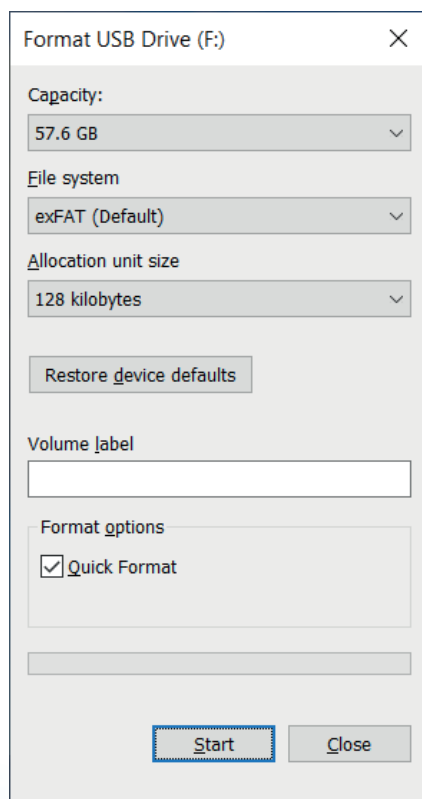 Format USB Drive (F:)
Capacity:
57.6 GB
File system
exFAT (Default)
Allocation unit size
128 kilobytes
Restore device defaults
Volume label
Format options
Quick Format
Start
Close